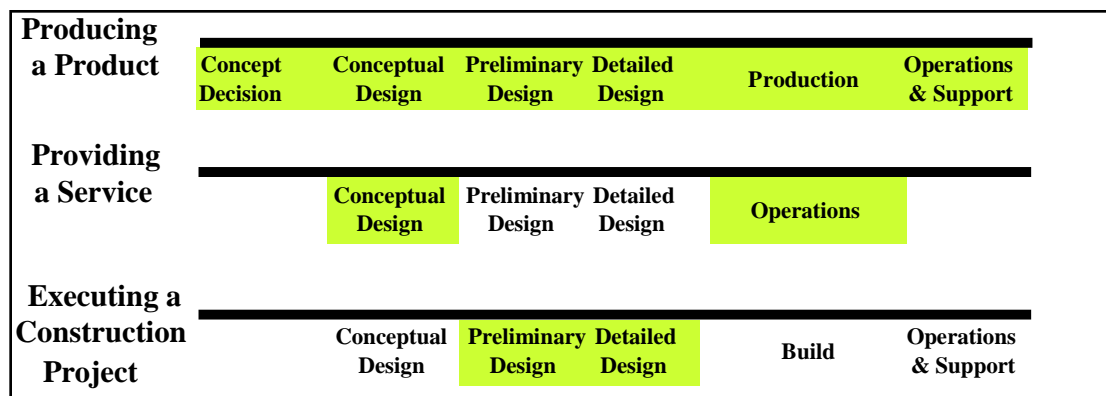 Producing
a Product
Concept Conceptual Preliminary Detailed Production Operations
Decision Design Design Design & Support
Providing
a Service
Conceptual Preliminary Detailed Operations
Design Design Design
Executing a
Construction
Project
Conceptual Preliminary Detailed Build Operations
Design Design Design & Support